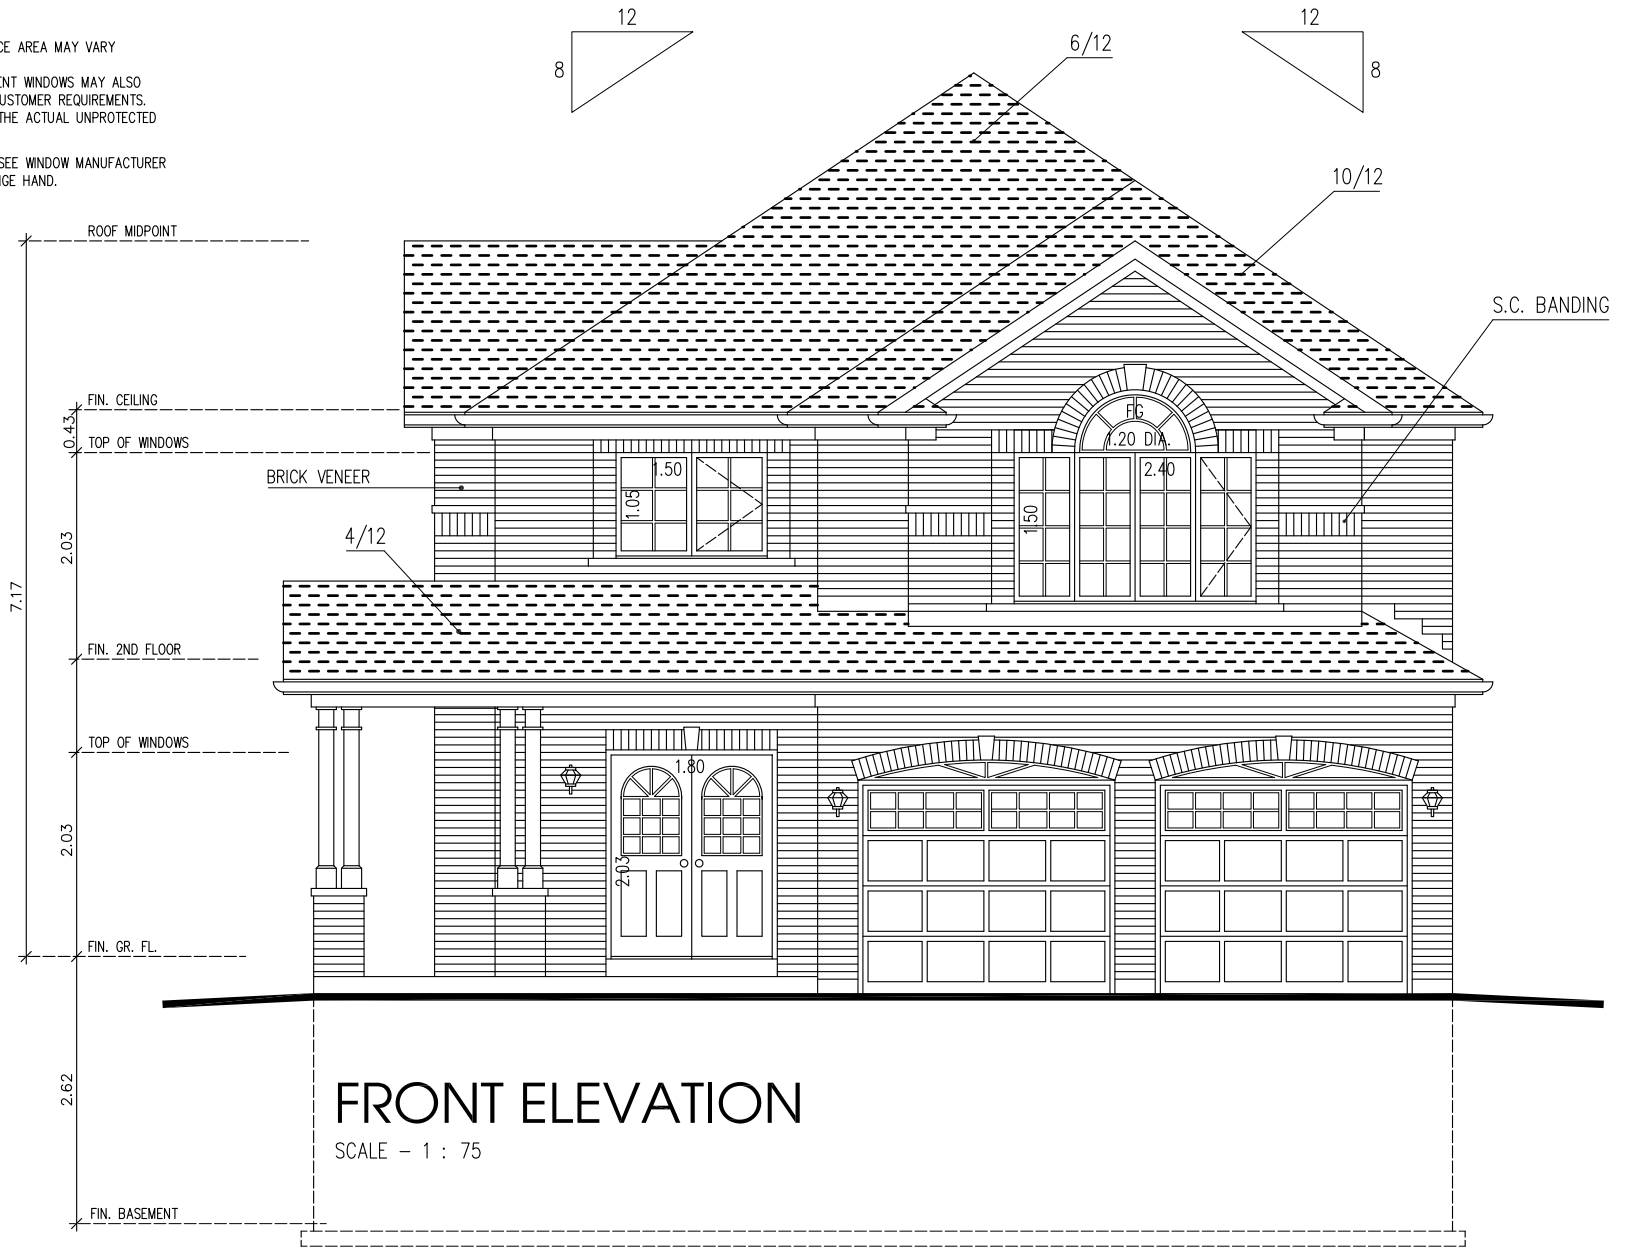 CE AREA MAY VARY
ENT WINDOWS MAY ALSO
USTOMER REQUIREMENTS.
THE ACTUAL UNPROTECTED
SEE WINDOW MANUFACTURER
GE HAND.
12
8
6/12
12
8
10/12
S.C. BANDING
ROOF MIDPOINT
FIN. CEILING
0.43
TOP OF WINDOWS
BRICK VENEER
4/12
2.03
7.17
FIN. 2ND FLOOR
TOP OF WINDOWS
2.03
FIN. GR. FL.
2.62
FIN. BASEMENT
1.50
1.05
FG
1.20 DIA.
2.40
1.50
1.80
2.03
FRONT ELEVATION
SCALE - 1 : 75